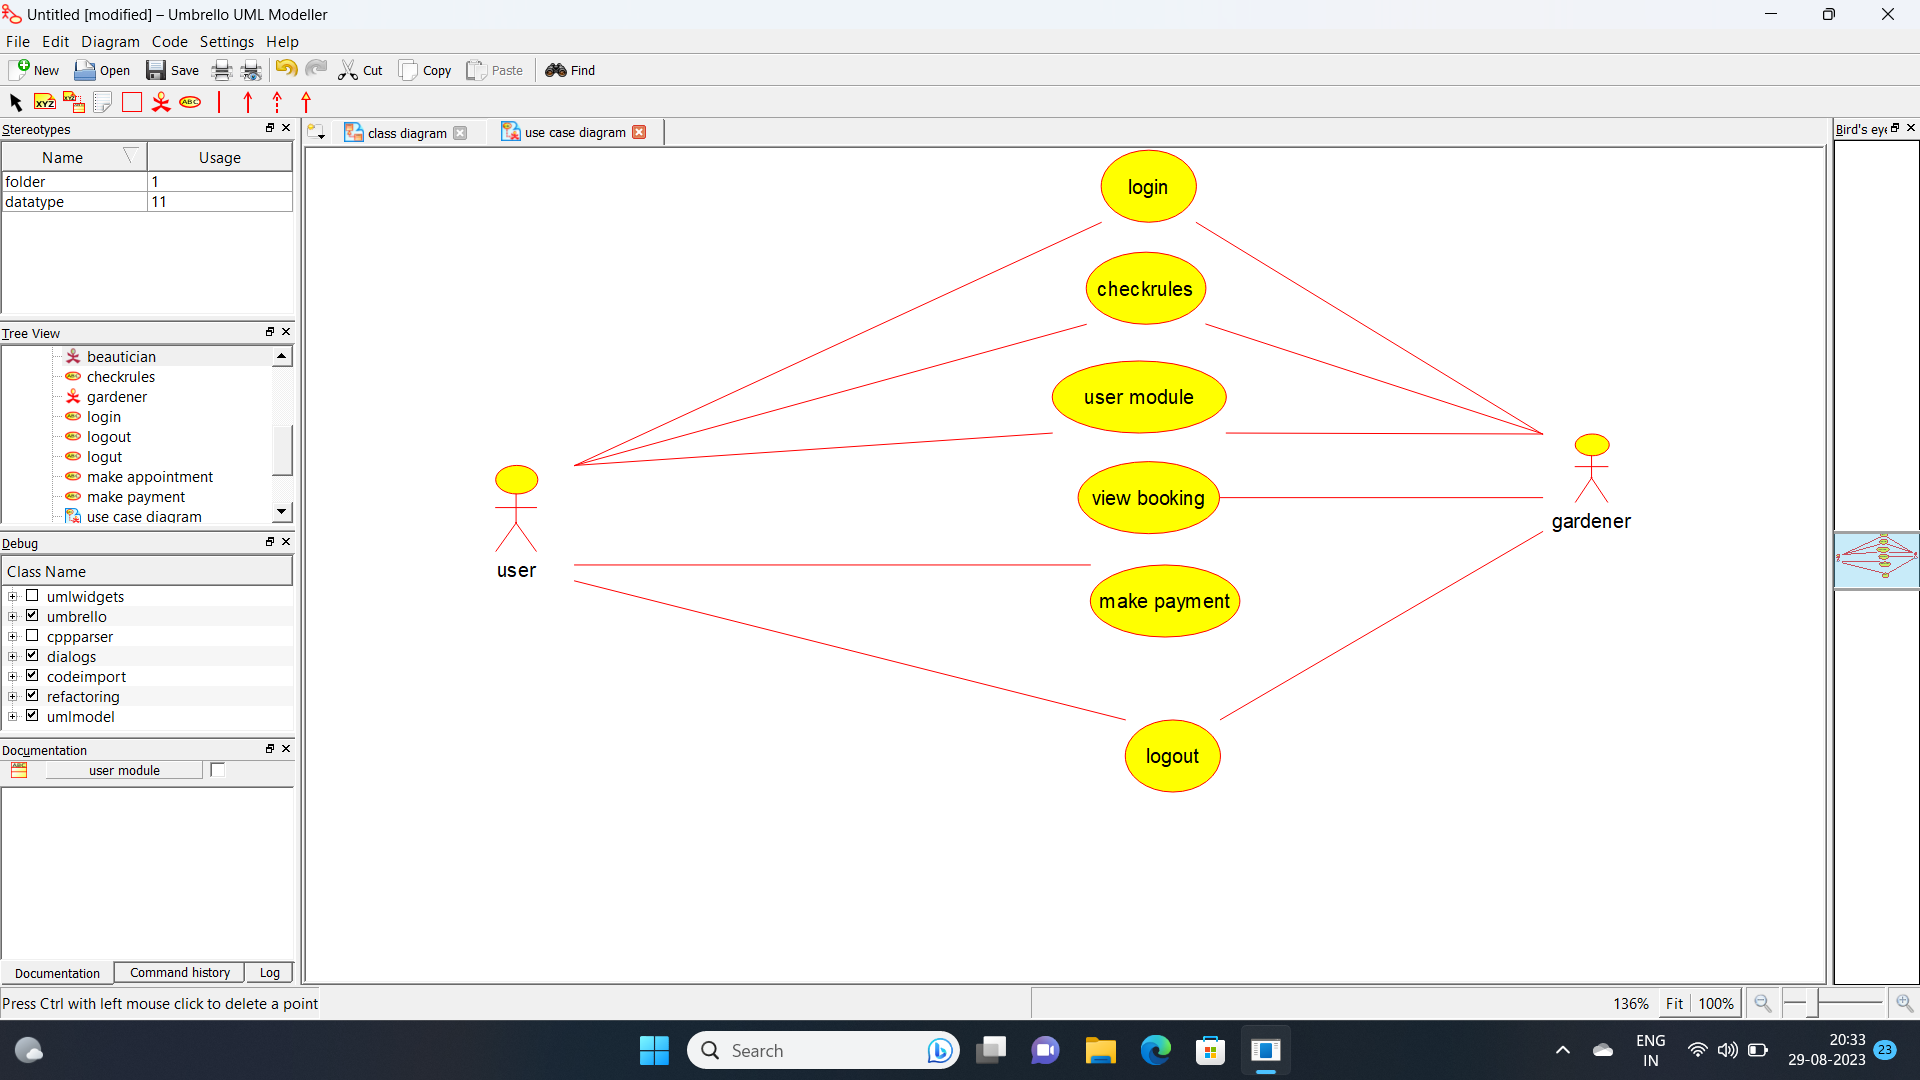 Untitled [modified] – Umbrello UML Modeller
File Edit Diagram Code Settings Help
New Open Save Cut Copy Paste Find
XYZ XYZ ABC
Stereotypes
Name Usage
folder 1
datatype 11
Tree View
beautician
checkrules
gardener
login
logout
logut
make appointment
make payment
use case diagram
Debug
Class Name
umlwidgets
umbrello
cppparser
dialogs
codeimport
refactoring
umlmodel
Documentation
user module
Documentation Command history Log
class diagram
use case diagram
login
checkrules
user module
view booking
make payment
logout
user
gardener
Bird's eye
Press Ctrl with left mouse click to delete a point
136% Fit 100%
Search
ENG
IN
20:33
29-08-2023
23